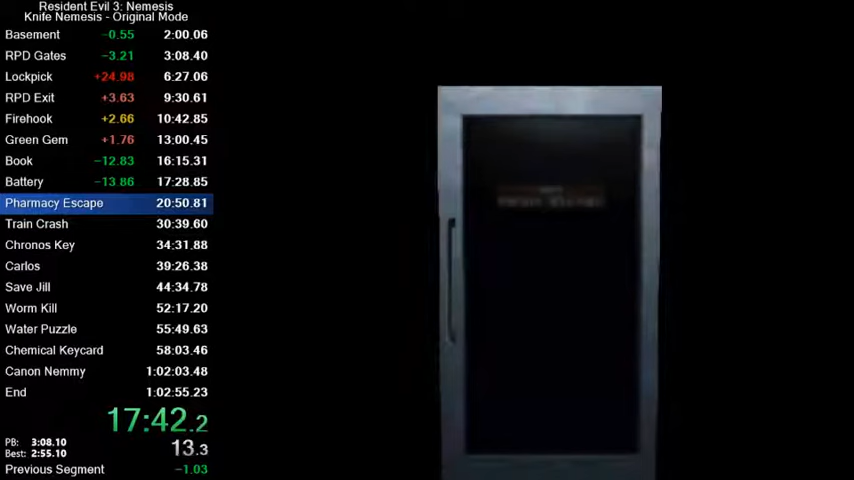 Resident Evil 3: Nemesis
Knife Nemesis - Original Mode
Basement -0.55 2:00.06
RPD Gates -3.21 3:08.40
Lockpick +24.98 6:27.06
RPD Exit +3.63 9:30.61
Firehook +2.66 10:42.85
Green Gem +1.76 13:00.45
Book -12.83 16:15.31
Battery -13.86 17:28.85
Pharmacy Escape 20:50.81
Train Crash 30:39.60
Chronos Key 34:31.88
Carlos 39:26.38
Save Jill 44:34.78
Worm Kill 52:17.20
Water Puzzle 55:49.63
Chemical Keycard 58:03.46
Canon Nemmy 1:02:03.48
End 1:02:55.23
17:42.2
PB: 3:08.10
Best: 2:55.10
13.3
Previous Segment -1.03